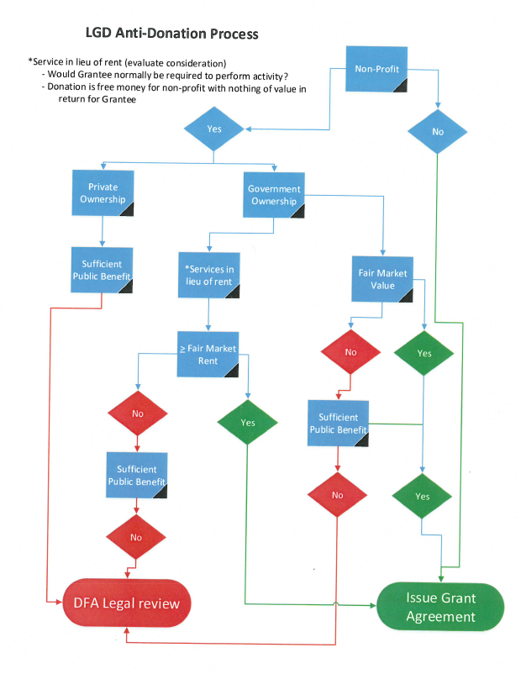 LGD Anti-Donation Process
*Service in lieu of rent (evaluate consideration)
- Would Grantee normally be required to perform activity?
- Donation is free money for non-profit with nothing of value in
return for Grantee
Non-Profit
Yes
No
Private
Ownership
Government
Ownership
Sufficient
Public Benefit
*Services in
lieu of rent
Fair Market
Value
≥ Fair Market
Rent
No
Yes
No
Yes
Sufficient
Public Benefit
Sufficient
Public Benefit
No
Yes
No
DFA Legal review
Issue Grant
Agreement